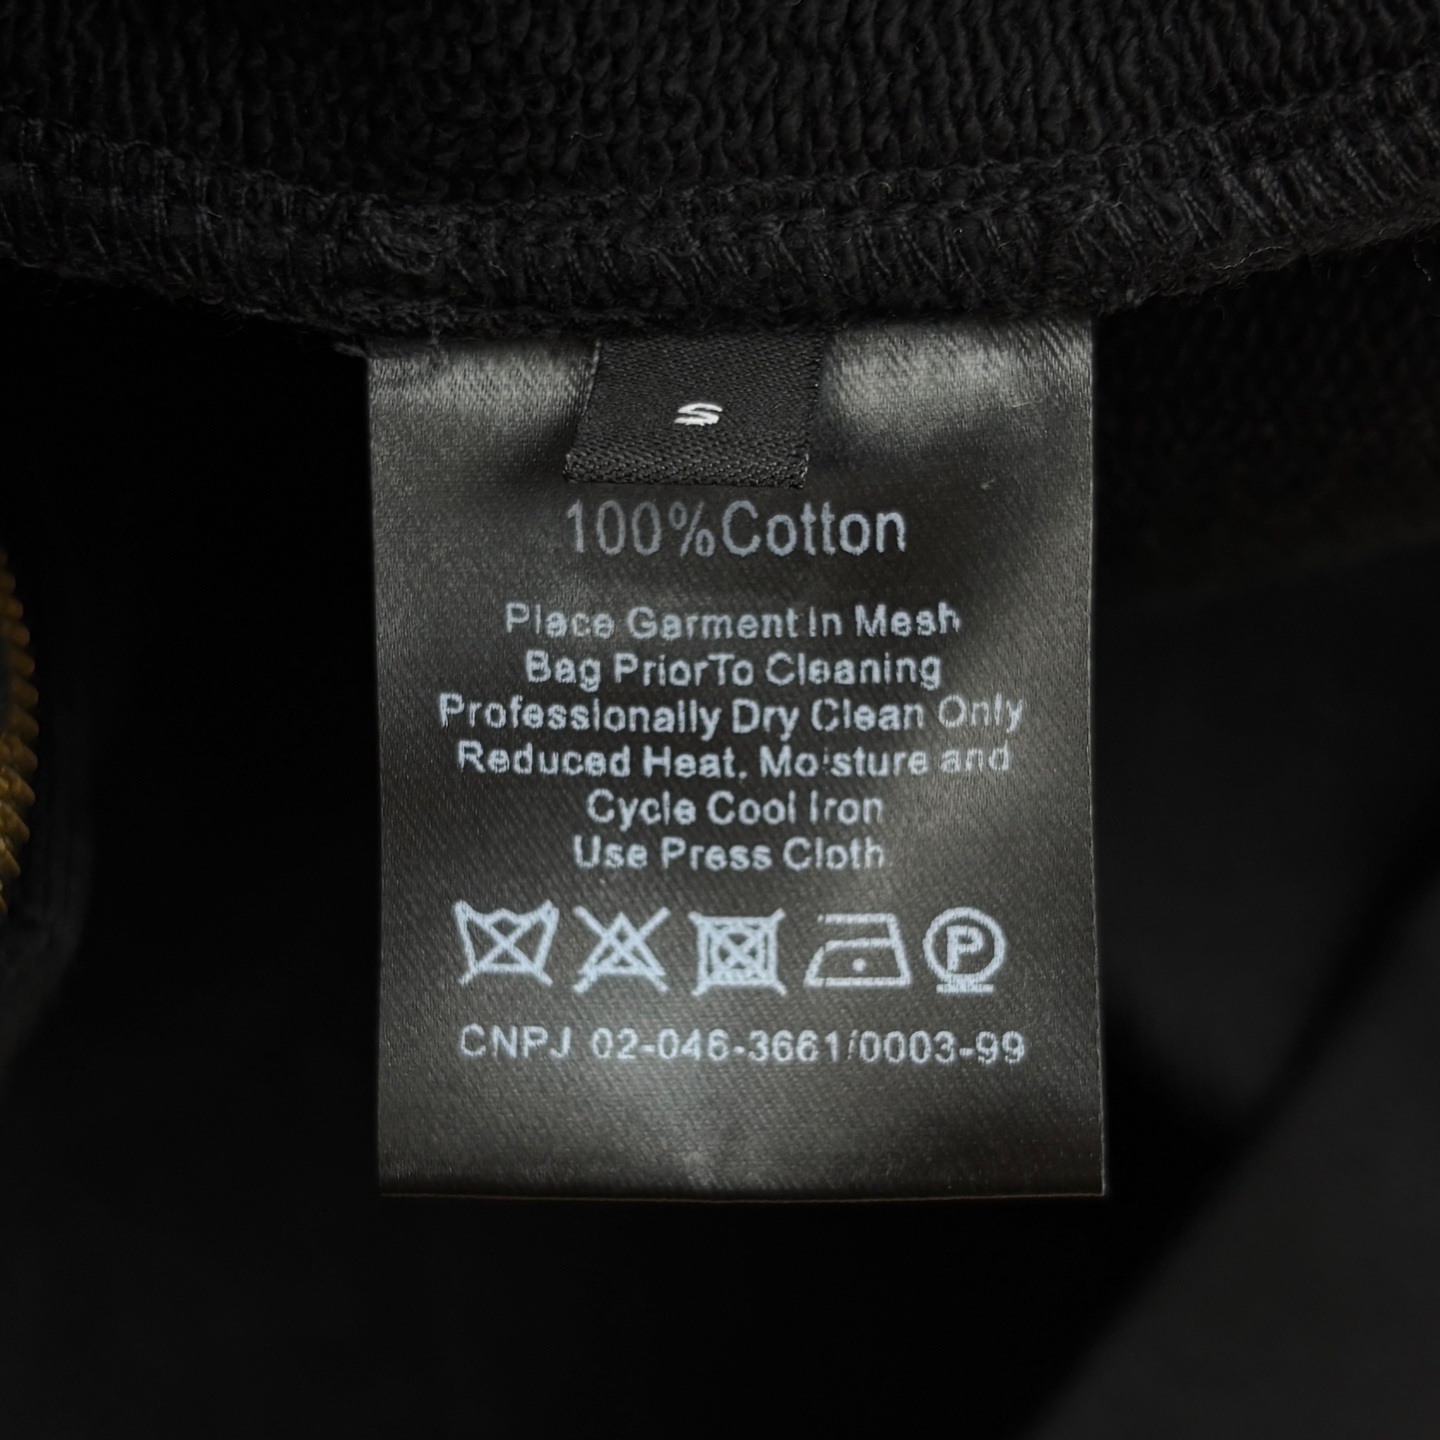 S
100%Cotton
Place Garment In Mesh
Bag PriorTo Cleaning
Professionally Dry Clean Only
Reduced Heat. Moisture and
Cycle Cool Iron
Use Press Cloth
P
CNPJ 02-046-3661/0003-99